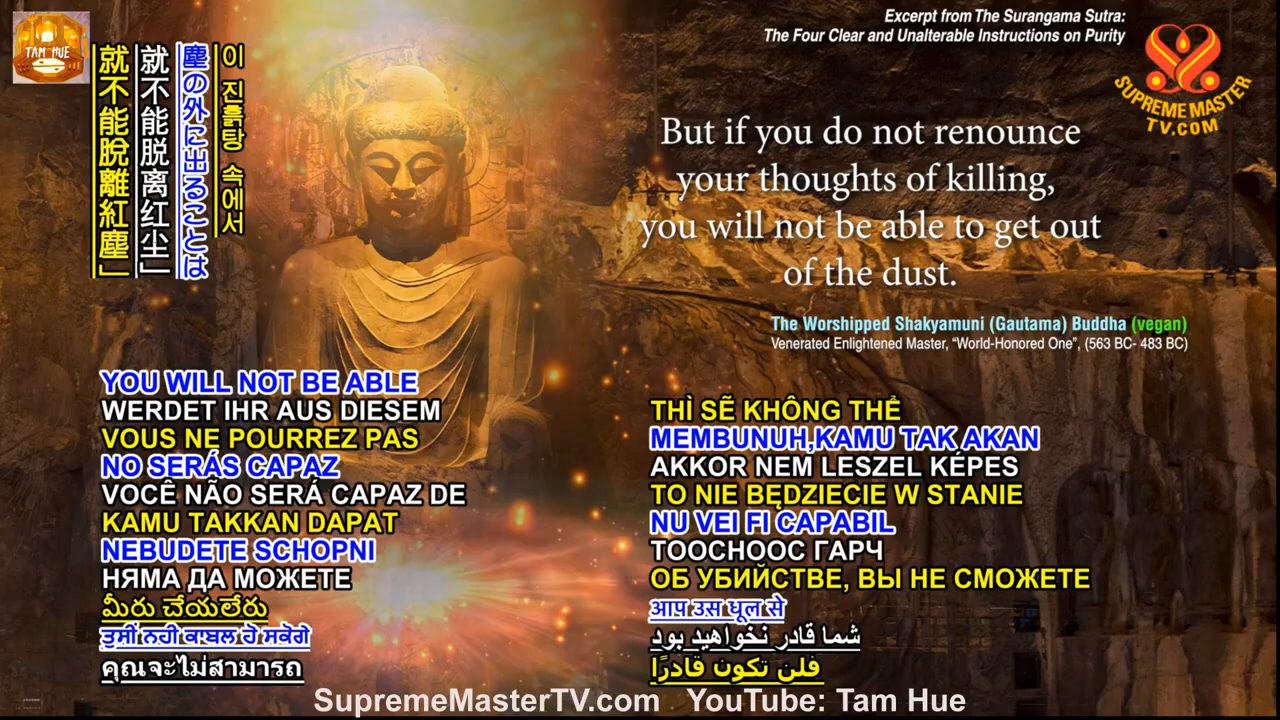 TAM HUE
Excerpt from The Surangama Sutra:
The Four Clear and Unalterable Instructions on Purity
SUPREME MASTER
TV.COM
But if you do not renounce
your thoughts of killing,
you will not be able to get out
of the dust.
The Worshipped Shakyamuni (Gautama) Buddha (vegan)
Venerated Enlightened Master, “World-Honored One”, (563 BC- 483 BC)
이 진흙탕 속에서
塵の外に出ることは
就不能脱离红尘」
就不能脫離紅塵」
YOU WILL NOT BE ABLE
WERDET IHR AUS DIESEM
VOUS NE POURREZ PAS
NO SERÁS CAPAZ
VOCÊ NÃO SERÁ CAPAZ DE
KAMU TAKKAN DAPAT
NEBUDETE SCHOPNI
НЯМА ДА МОЖЕТЕ
మీరు చేయలేరు
ਤੁਸੀਂ ਨਹੀ ਕਾਬਲ ਹੋ ਸਕੋਗੇ
คุณจะไม่สามารถ
THÌ SẼ KHÔNG THỂ
MEMBUNUH,KAMU TAK AKAN
AKKOR NEM LESZEL KÉPES
TO NIE BĘDZIECIE W STANIE
NU VEI FI CAPABIL
ТООСНООС ГАРЧ
ОБ УБИЙСТВЕ, ВЫ НЕ СМОЖЕТЕ
आप उस धूल से
شما قادر نخواهید بود
فلن تكون قادرًا
SupremeMasterTV.com YouTube: Tam Hue